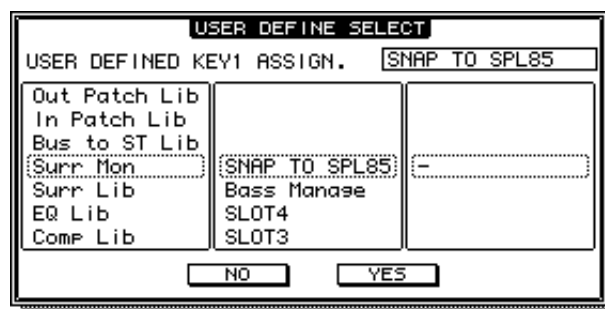 USER DEFINE SELECT
USER DEFINED KEY1 ASSIGN. SNAP TO SPL85
Out Patch Lib
In Patch Lib
Bus to ST Lib
Surr Mon SNAP TO SPL85 -
Surr Lib Bass Manage
EQ Lib SLOT4
Comp Lib SLOT3
NO YES